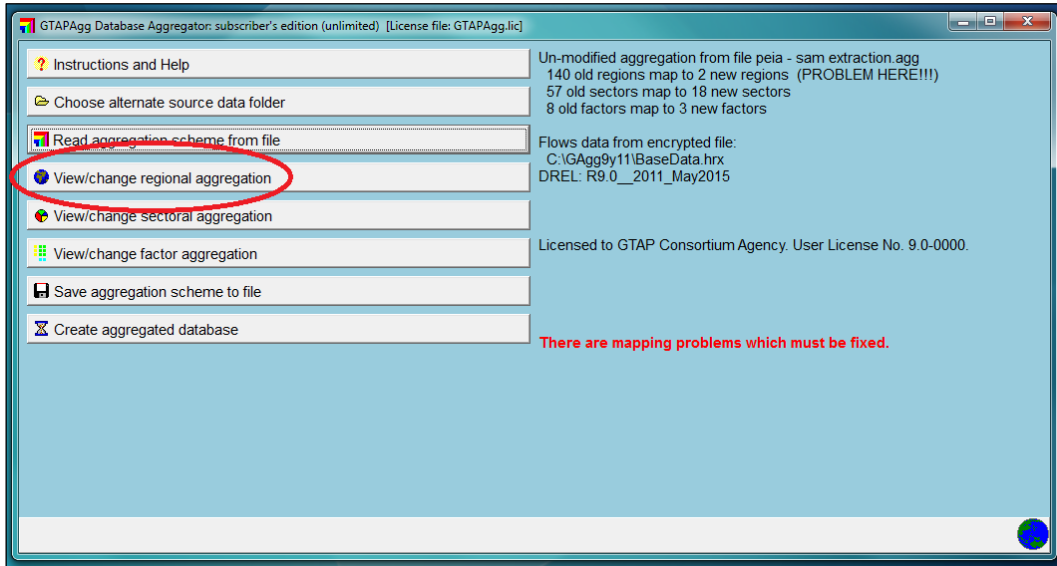 GTAPAgg Database Aggregator: subscriber's edition (unlimited) [License file: GTAPAgg.lic]
? Instructions and Help
Choose alternate source data folder
Read aggregation scheme from file
View/change regional aggregation
View/change sectoral aggregation
View/change factor aggregation
Save aggregation scheme to file
Create aggregated database
Un-modified aggregation from file peia - sam extraction.agg
140 old regions map to 2 new regions (PROBLEM HERE!!!)
57 old sectors map to 18 new sectors
8 old factors map to 3 new factors
Flows data from encrypted file:
C:\GAgg9y11\BaseData.hrx
DREL: R9.0__2011_May2015
Licensed to GTAP Consortium Agency. User License No. 9.0-0000.
There are mapping problems which must be fixed.